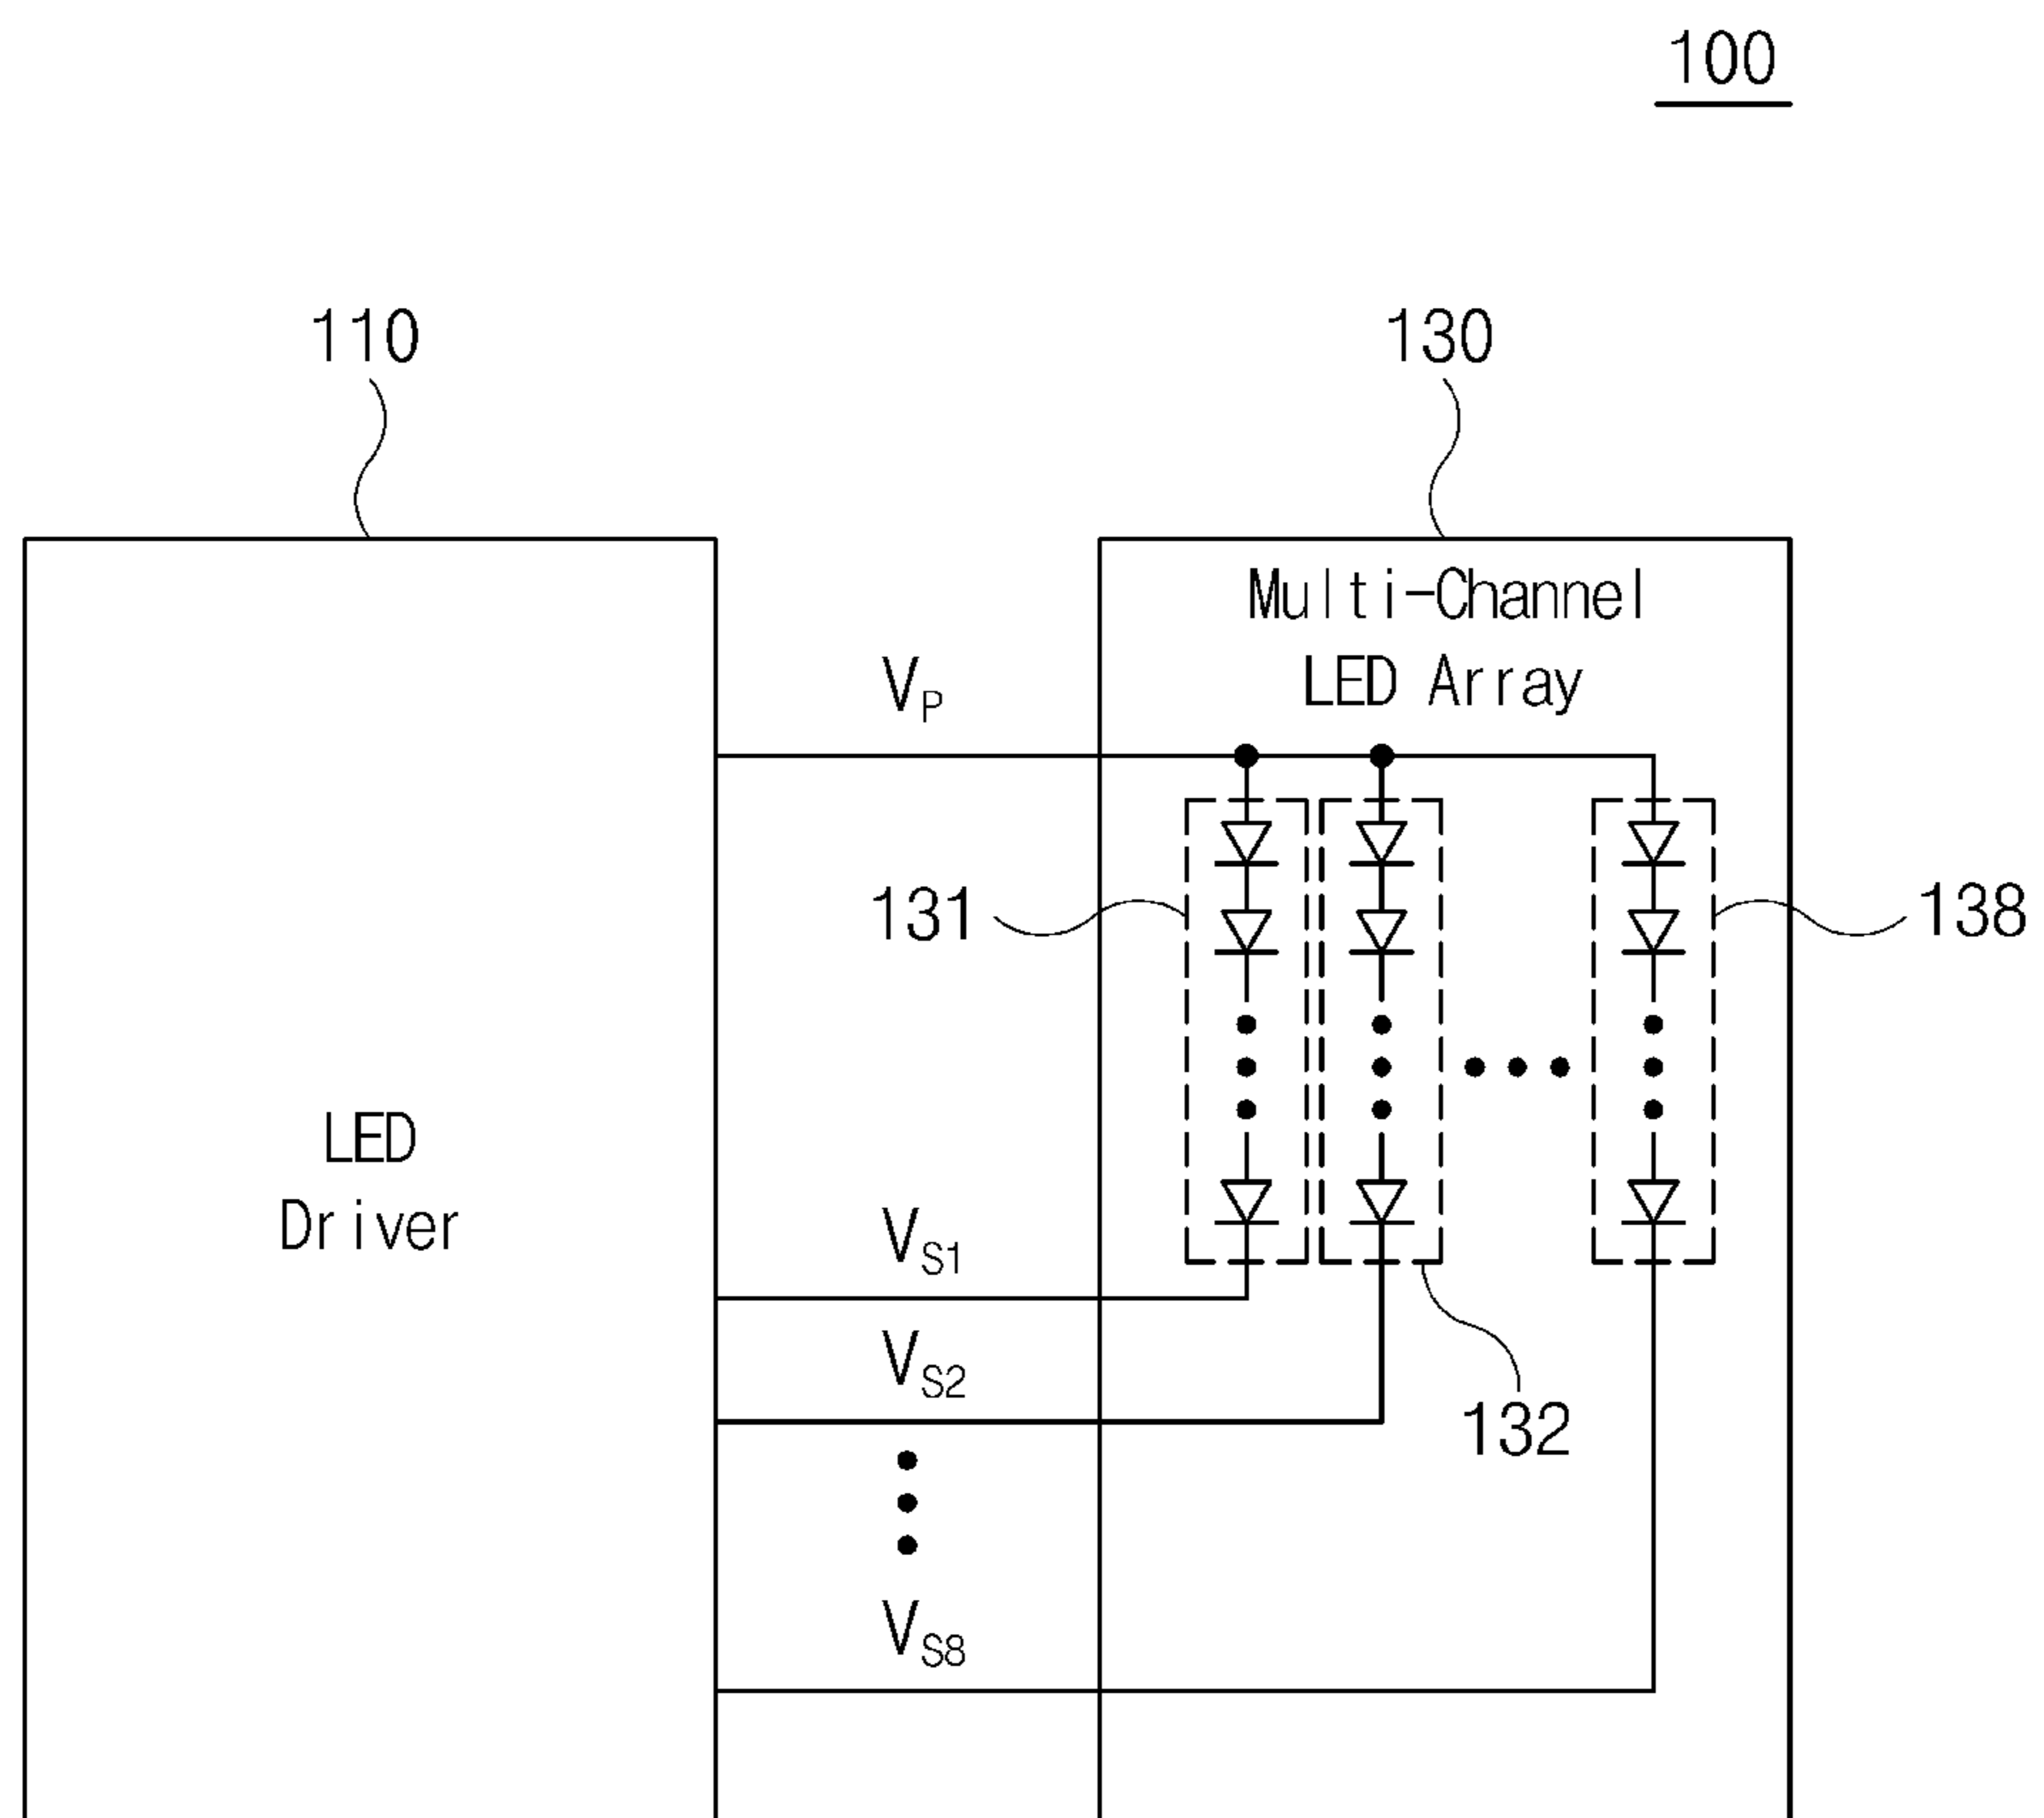 100
110
130
Multi-Channel
LED Array
VP
131
138
LED
Driver
VS1
VS2
132
VS8